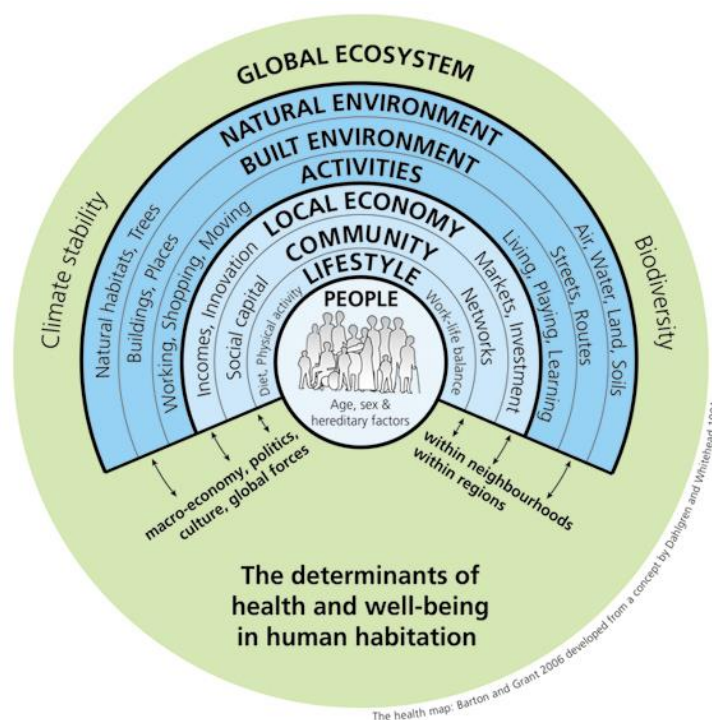 GLOBAL ECOSYSTEM
Climate stability
Biodiversity
NATURAL ENVIRONMENT
Natural habitats, Trees
Air, Water, Land, Soils
BUILT ENVIRONMENT
Buildings, Places
Streets, Routes
ACTIVITIES
Working, Shopping, Moving
Living, Playing, Learning
LOCAL ECONOMY
Incomes, Innovation
Markets, Investment
COMMUNITY
Social capital
Networks
LIFESTYLE
Diet, Physical activity
Work-life balance
PEOPLE
Age, sex &
hereditary factors
macro-economy, politics,
culture, global forces
within neighbourhoods
within regions
The determinants of
health and well-being
in human habitation
The health map: Barton and Grant 2006 developed from a concept by Dahlgren and Whitehead